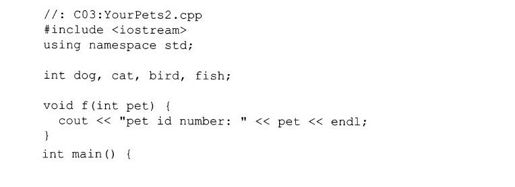 //: C03:YourPets2.cpp
#include <iostream>
using namespace std;
int dog, cat, bird, fish;
void f(int pet) {
cout << "pet id number: " << pet << endl;
}
int main() {